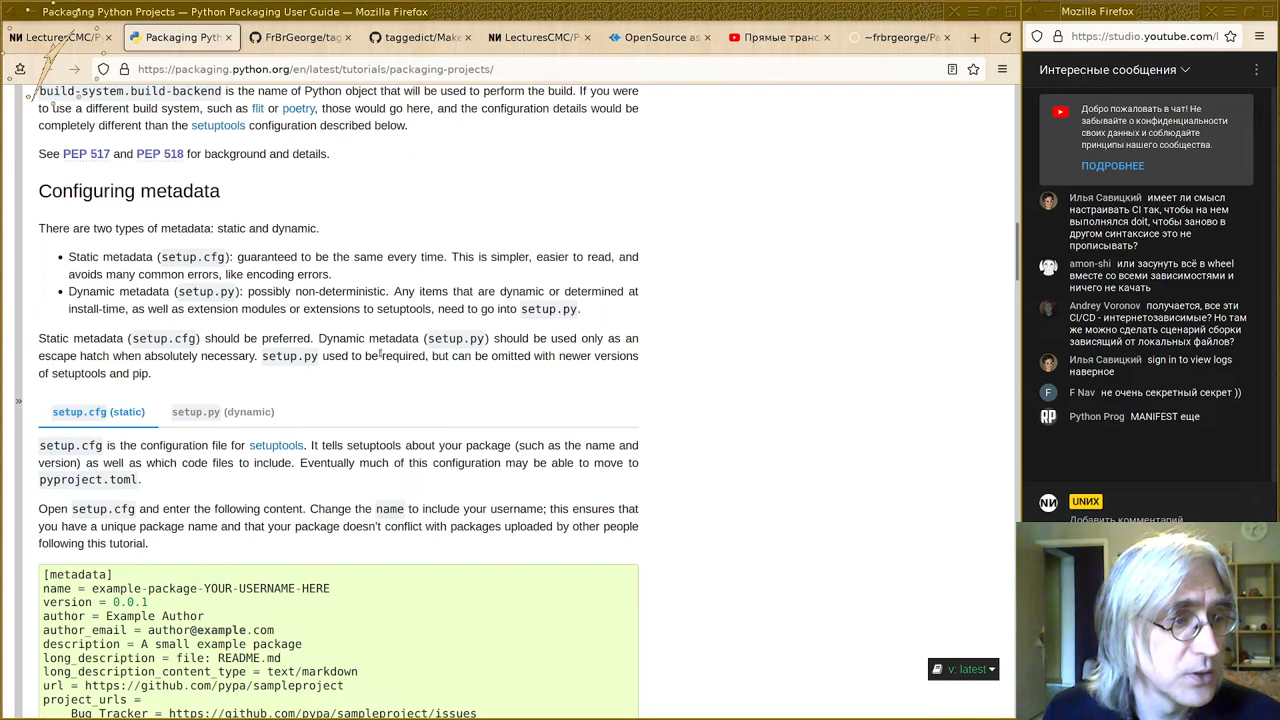 Packaging Python Projects — Python Packaging User Guide — Mozilla Firefox
LecturesCMC/P
Packaging Pyth
FrBrGeorge/tag
taggedict/Make
LecturesCMC/P
OpenSource as
Прямые транс
~frbrgeorge/Pa
https://packaging.python.org/en/latest/tutorials/packaging-projects/
build-system.build-backend is the name of Python object that will be used to perform the build. If you were
to use a different build system, such as flit or poetry, those would go here, and the configuration details would be
completely different than the setuptools configuration described below.
See PEP 517 and PEP 518 for background and details.
Configuring metadata
There are two types of metadata: static and dynamic.
• Static metadata (setup.cfg): guaranteed to be the same every time. This is simpler, easier to read, and
avoids many common errors, like encoding errors.
• Dynamic metadata (setup.py): possibly non-deterministic. Any items that are dynamic or determined at
install-time, as well as extension modules or extensions to setuptools, need to go into setup.py.
Static metadata (setup.cfg) should be preferred. Dynamic metadata (setup.py) should be used only as an
escape hatch when absolutely necessary. setup.py used to be required, but can be omitted with newer versions
of setuptools and pip.
setup.cfg (static)
setup.py (dynamic)
setup.cfg is the configuration file for setuptools. It tells setuptools about your package (such as the name and
version) as well as which code files to include. Eventually much of this configuration may be able to move to
pyproject.toml.
Open setup.cfg and enter the following content. Change the name to include your username; this ensures that
you have a unique package name and that your package doesn't conflict with packages uploaded by other people
following this tutorial.
[metadata]
name = example-package-YOUR-USERNAME-HERE
version = 0.0.1
author = Example Author
author_email = author@example.com
description = A small example package
long_description = file: README.md
long_description_content_type = text/markdown
url = https://github.com/pypa/sampleproject
project_urls =
Bug Tracker = https://github.com/pypa/sampleproject/issues
v: latest
Mozilla Firefox
https://studio.youtube.com/l
Интересные сообщения
Добро пожаловать в чат! Не
забывайте о конфиденциальности
своих данных и соблюдайте
принципы нашего сообщества.
ПОДРОБНЕЕ
Илья Савицкий имеет ли смысл
настраивать CI так, чтобы на нем
выполнялся doit, чтобы заново в
другом синтаксисе это не
прописывать?
amon-shi или засунуть всё в wheel
вместе со всеми зависимостями и
ничего не качать
Andrey Voronov получается, все эти
CI/CD - интернетозависимые? Но там
же можно сделать сценарий сборки
зависящий от локальных файлов?
Илья Савицкий sign in to view logs
наверное
F Nav не очень секретный секрет ))
Python Prog MANIFEST еще
UNИX
Добавить комментарий